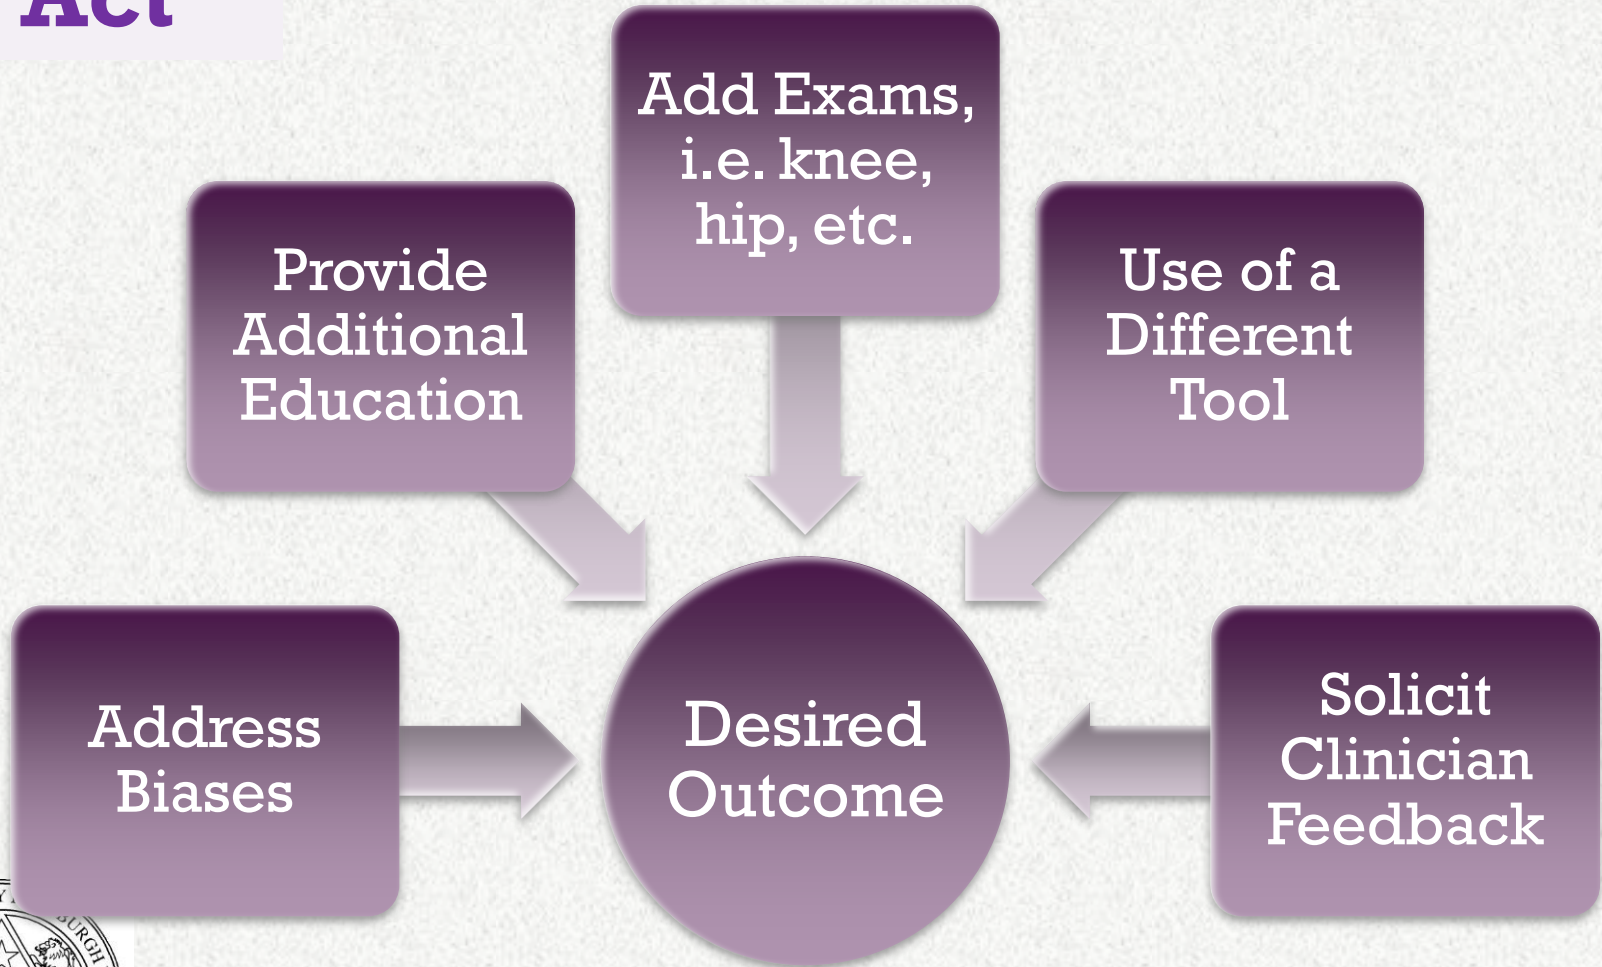 Act
Add Exams,
i.e. knee,
hip, etc.
Provide
Additional
Education
Use of a
Different
Tool
Address
Biases
Desired
Outcome
Solicit
Clinician
Feedback